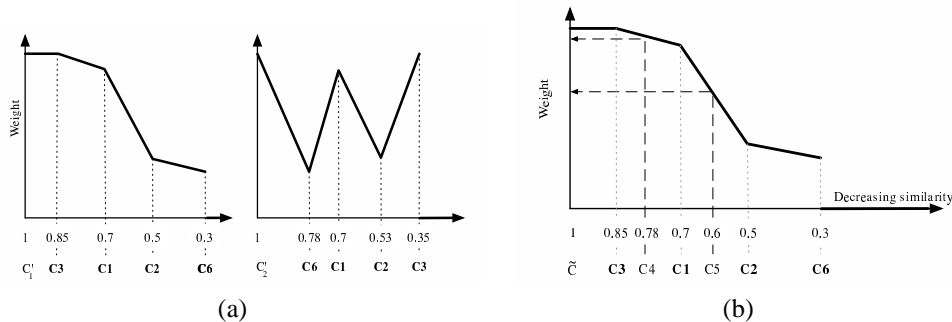 Weight
1 0.85 0.7 0.5 0.3
C'1 C3 C1 C2 C6
1 0.78 0.7 0.53 0.35
C'2 C6 C1 C2 C3
(a)
Weight
Decreasing similarity
1 0.85 0.78 0.7 0.6 0.5 0.3
C̃ C3 C4 C1 C5 C2 C6
(b)